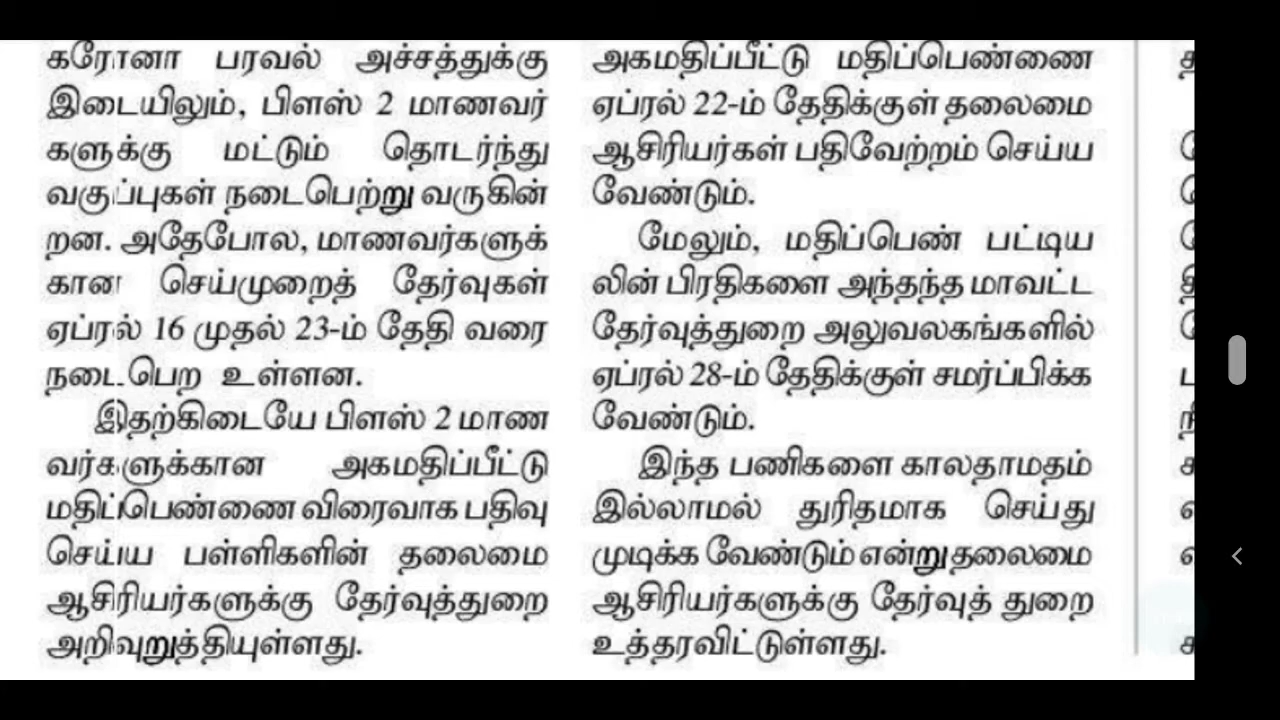 கரோனா பரவல் அச்சத்துக்கு
இடையிலும், பிளஸ் 2 மாணவர்
களுக்கு மட்டும் தொடர்ந்து
வகுப்புகள் நடைபெற்று வருகின்
றன. அதேபோல, மாணவர்களுக்
கான செய்முறைத் தேர்வுகள்
ஏப்ரல் 16 முதல் 23-ம் தேதி வரை
நடைபெற உள்ளன.
இதற்கிடையே பிளஸ் 2 மாண
வர்களுக்கான அகமதிப்பீட்டு
மதிப்பெண்ணை விரைவாக பதிவு
செய்ய பள்ளிகளின் தலைமை
ஆசிரியர்களுக்கு தேர்வுத்துறை
அறிவுறுத்தியுள்ளது.
அகமதிப்பீட்டு மதிப்பெண்ணை
ஏப்ரல் 22-ம் தேதிக்குள் தலைமை
ஆசிரியர்கள் பதிவேற்றம் செய்ய
வேண்டும்.
மேலும், மதிப்பெண் பட்டிய
லின் பிரதிகளை அந்தந்த மாவட்ட
தேர்வுத்துறை அலுவலகங்களில்
ஏப்ரல் 28-ம் தேதிக்குள் சமர்ப்பிக்க
வேண்டும்.
இந்த பணிகளை காலதாமதம்
இல்லாமல் துரிதமாக செய்து
முடிக்க வேண்டும் என்று தலைமை
ஆசிரியர்களுக்கு தேர்வுத் துறை
உத்தரவிட்டுள்ளது.